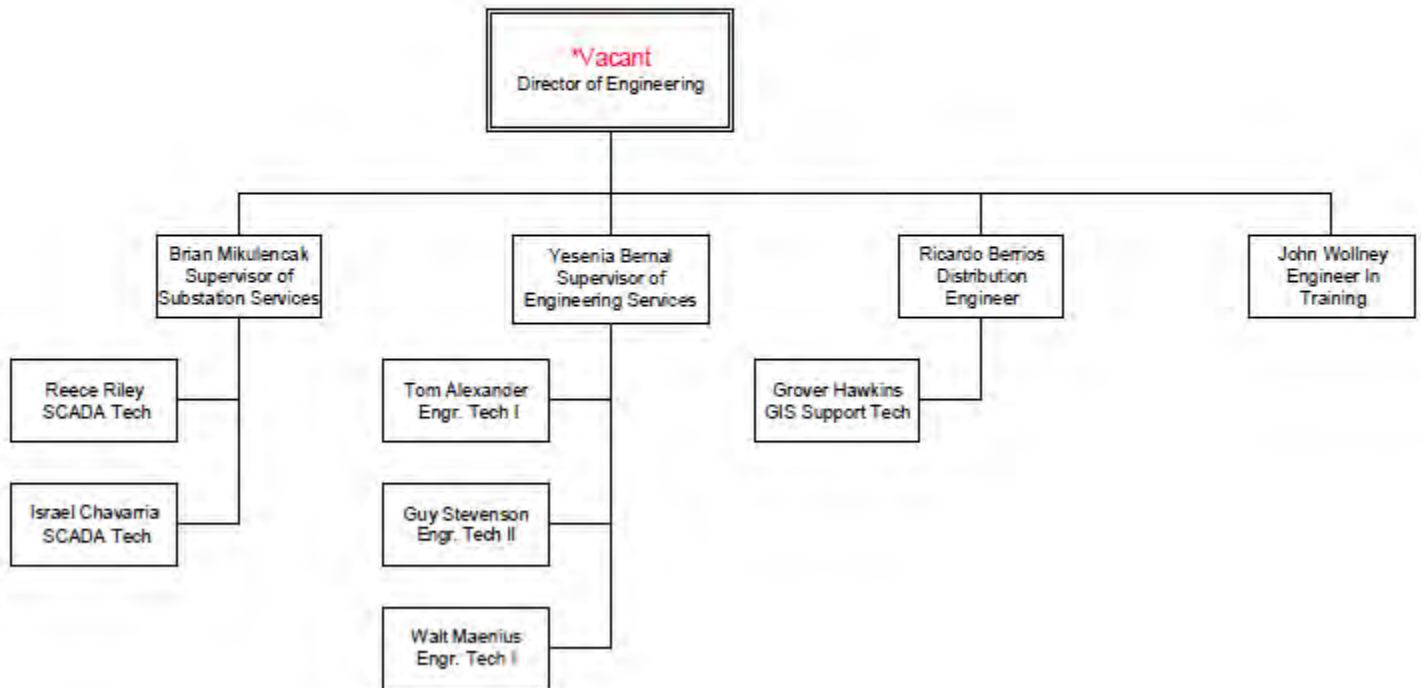 *Vacant
Director of Engineering
Brian Mikulencak
Supervisor of
Substation Services
Yesenia Bernal
Supervisor of
Engineering Services
Ricardo Berrios
Distribution
Engineer
John Wollney
Engineer In
Training
Reece Riley
SCADA Tech
Tom Alexander
Engr. Tech I
Grover Hawkins
GIS Support Tech
Israel Chavarria
SCADA Tech
Guy Stevenson
Engr. Tech II
Walt Maenius
Engr. Tech I